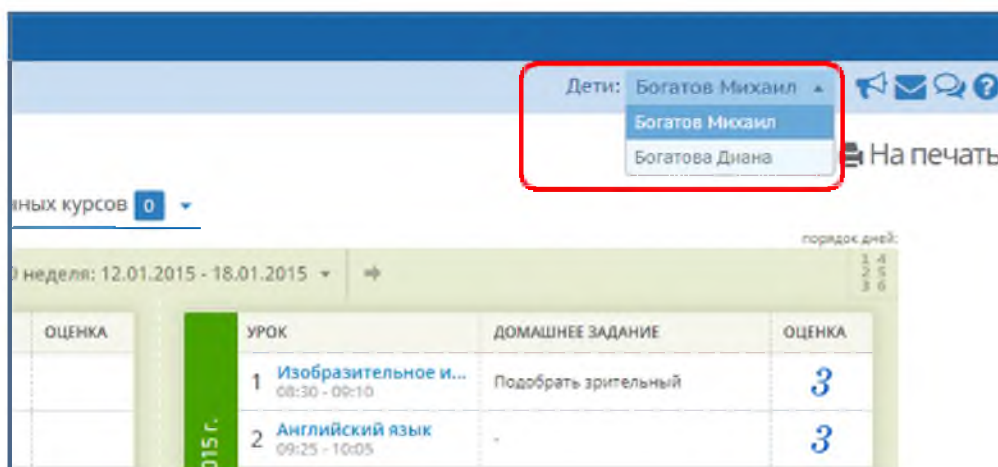 Дети: Богатов Михаил
Богатов Михаил
Богатова Диана
На печать
нных курсов 0
порядок дней:
неделя: 12.01.2015 - 18.01.2015
1 4
2 5
3 6
ОЦЕНКА
УРОК ДОМАШНЕЕ ЗАДАНИЕ ОЦЕНКА
1 Изобразительное и... Подобрать зрительный 3
08:30 - 09:10
2 Английский язык - 3
09:25 - 10:05
015 г.